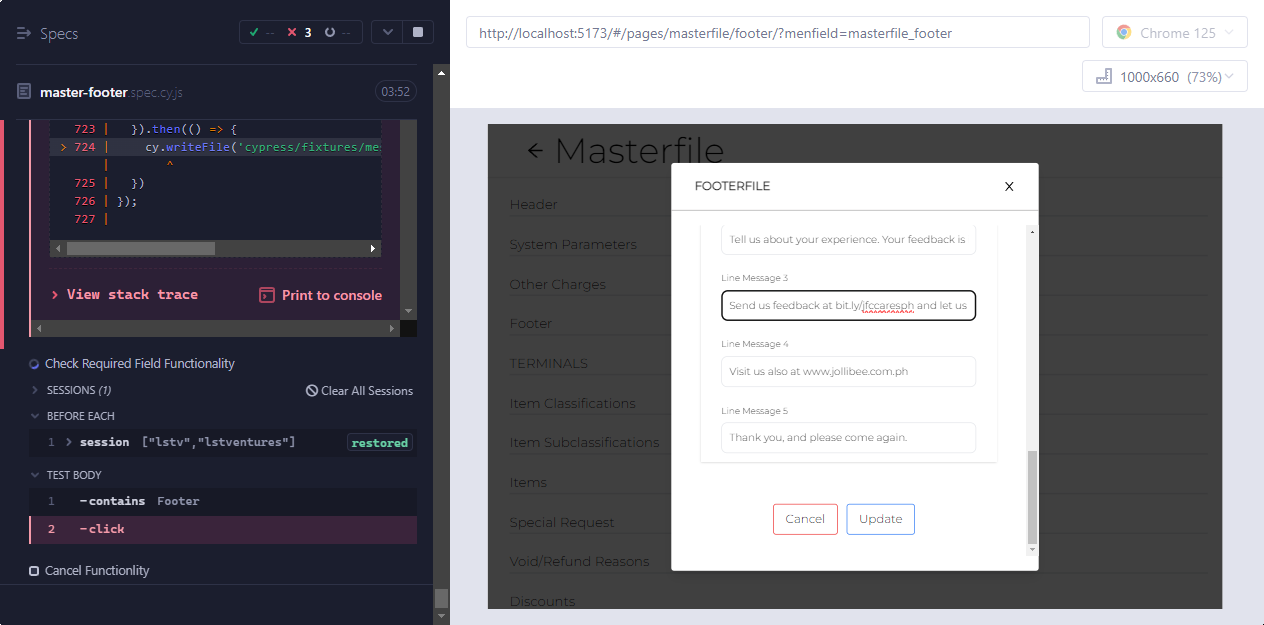 Specs
-- 3 --
master-footer.spec.cy.js 03:52
723 | }).then(() => {
> 724 | cy.writeFile('cypress/fixtures/me
| ^
725 | })
726 | });
727 |
> View stack trace
Print to console
Check Required Field Functionality
SESSIONS (1)
Clear All Sessions
BEFORE EACH
1 > session ["lstv","lstventures"] restored
TEST BODY
1 -contains Footer
2 -click
Cancel Functionlity
http://localhost:5173/#/pages/masterfile/footer/?menfield=masterfile_footer
Chrome 125
1000x660 (73%)
Masterfile
Header
System Parameters
Other Charges
Footer
TERMINALS
Item Classifications
Item Subclassifications
Items
Special Request
Void/Refund Reasons
Discounts
FOOTERFILE X
Tell us about your experience. Your feedback is
Line Message 3
Send us feedback at bit.ly/jfccaresph and let us
Line Message 4
Visit us also at www.jollibee.com.ph
Line Message 5
Thank you, and please come again.
Cancel
Update